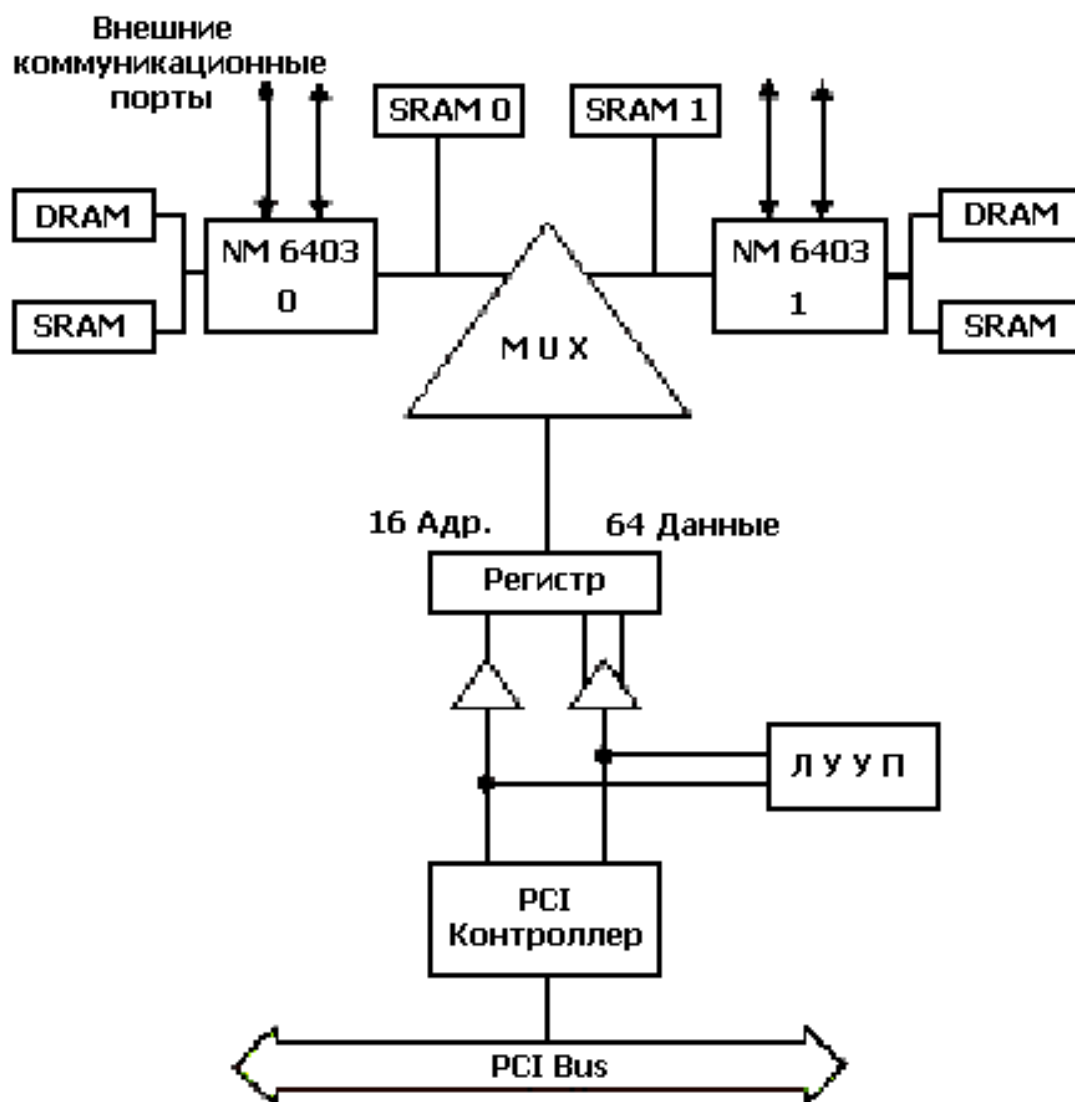 Внешние
коммуникационные
порты
SRAM 0
SRAM 1
DRAM
NM 6403
0
SRAM
NM 6403
1
DRAM
SRAM
M U X
16 Адр.
64 Данные
Регистр
Л У У П
PCI
Контроллер
PCI Bus